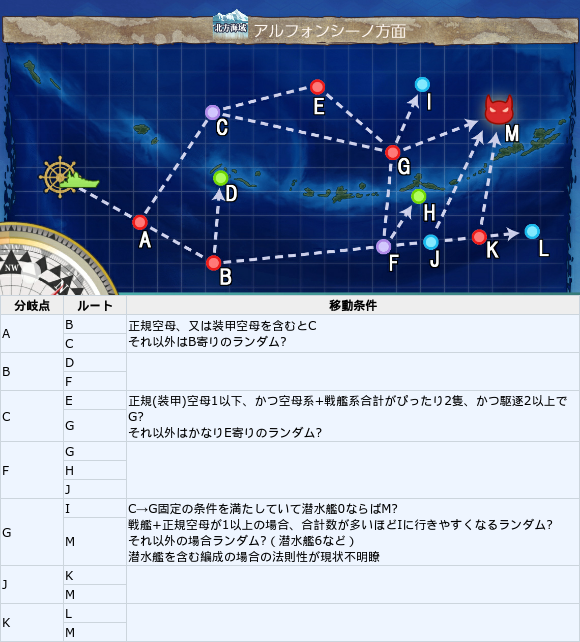 北方海域 アルフォンシーノ方面
E
I
C
M
G
D
H
A
B
F
J
K
L
NW
N
NW
分岐点 ルート 移動条件
A
B
C
正規空母、又は装甲空母を含むとC
それ以外はB寄りのランダム?
B
D
F
C
E
G
正規(装甲)空母1以下、かつ空母系+戦艦系合計がぴったり2隻、かつ駆逐2以上で
G?
それ以外はかなりE寄りのランダム?
F
G
H
J
G
I
M
C→G固定の条件を満たしていて潜水艦0ならばM?
戦艦+正規空母が1以上の場合、合計数が多いほどIに行きやすくなるランダム?
それ以外の場合ランダム?(潜水艦6など)
潜水艦を含む編成の場合の法則性が現状不明瞭
J
K
M
K
L
M